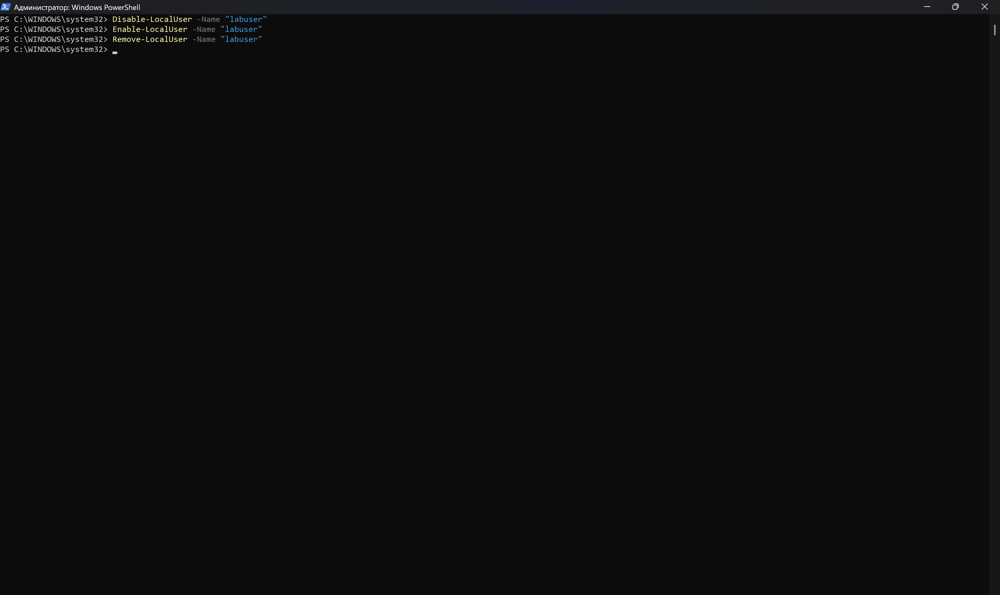 Администратор: Windows PowerShell
PS C:\WINDOWS\system32> Disable-LocalUser -Name "labuser"
PS C:\WINDOWS\system32> Enable-LocalUser -Name "labuser"
PS C:\WINDOWS\system32> Remove-LocalUser -Name "labuser"
PS C:\WINDOWS\system32>